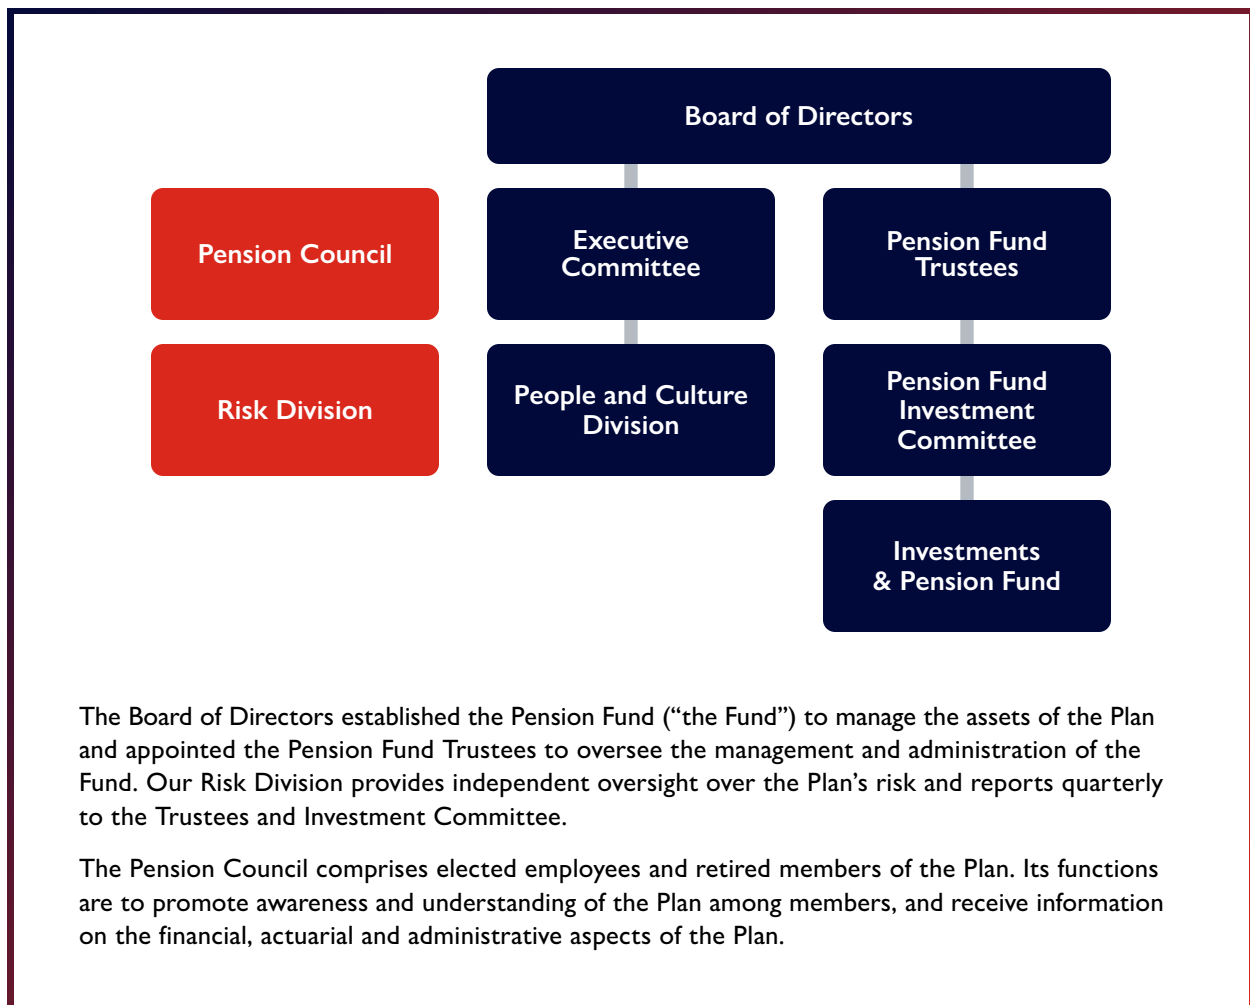 Board of Directors
Pension Council
Executive
Committee
Pension Fund
Trustees
Risk Division
People and Culture
Division
Pension Fund
Investment
Committee
Investments
& Pension Fund
The Board of Directors established the Pension Fund (“the Fund”) to manage the assets of the Plan
and appointed the Pension Fund Trustees to oversee the management and administration of the
Fund. Our Risk Division provides independent oversight over the Plan’s risk and reports quarterly
to the Trustees and Investment Committee.
The Pension Council comprises elected employees and retired members of the Plan. Its functions
are to promote awareness and understanding of the Plan among members, and receive information
on the financial, actuarial and administrative aspects of the Plan.